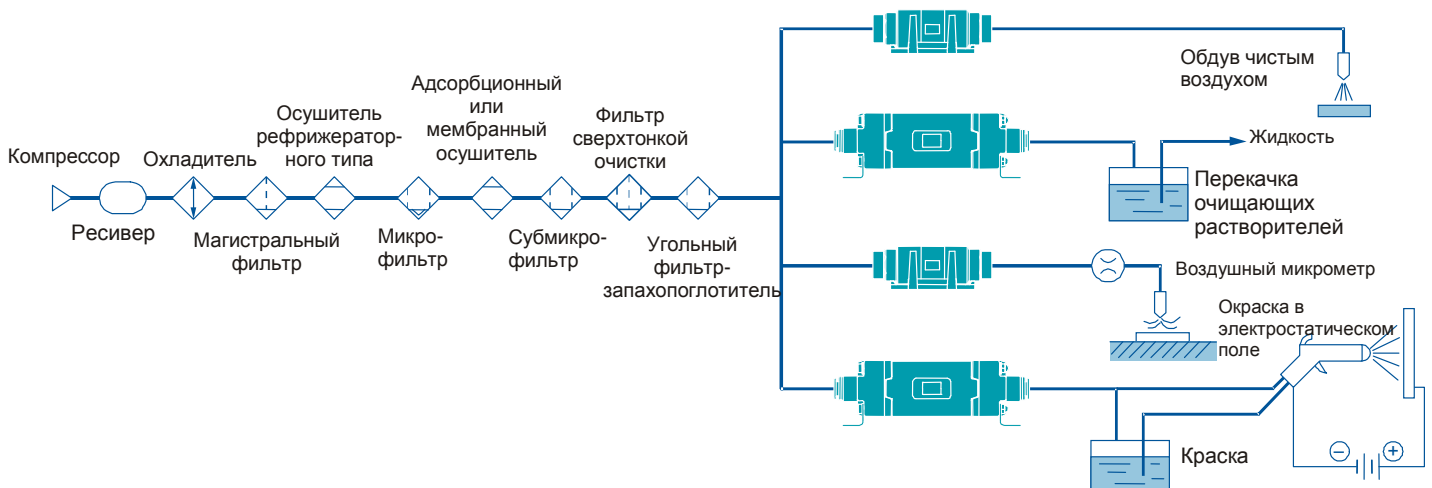 Компрессор
Ресивер
Охладитель
Магистральный
фильтр
Осушитель
рефрижератор-
ного типа
Микро-
фильтр
Адсорбционный
или
мембранный
осушитель
Субмикро-
фильтр
Фильтр
сверхтонкой
очистки
Угольный
фильтр-
запахопоглотитель
Обдув чистым
воздухом
Жидкость
Перекачка
очищающих
растворителей
Воздушный микрометр
Окраска в
электростатическом
поле
Краска
− +